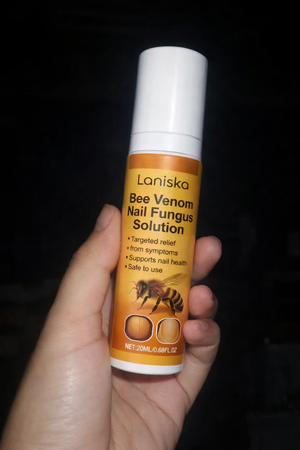 Laniska
Bee Venom
Nail Fungus
Solution
• Targeted relief
• from symptoms
• Supports nail health
• Safe to use
NET:20ML/0.68FL.OZ